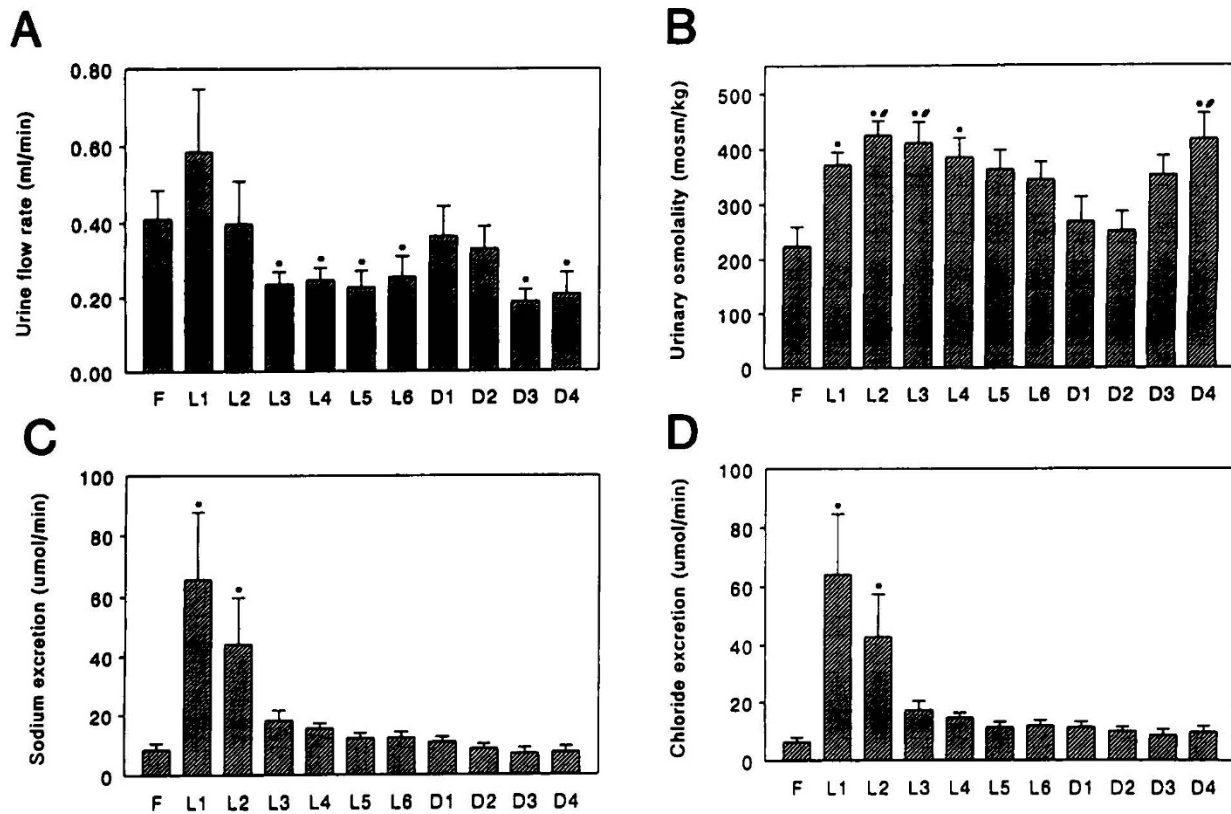 A
Urine flow rate (ml/min)
0.80
0.60
0.40
0.20
0.00
F L1 L2 L3 L4 L5 L6 D1 D2 D3 D4
B
Urinary osmolality (mosm/kg)
500
400
300
200
100
0
F L1 L2 L3 L4 L5 L6 D1 D2 D3 D4
C
Sodium excretion (umol/min)
100
80
60
40
20
0
F L1 L2 L3 L4 L5 L6 D1 D2 D3 D4
D
Chloride excretion (umol/min)
100
80
60
40
20
0
F L1 L2 L3 L4 L5 L6 D1 D2 D3 D4